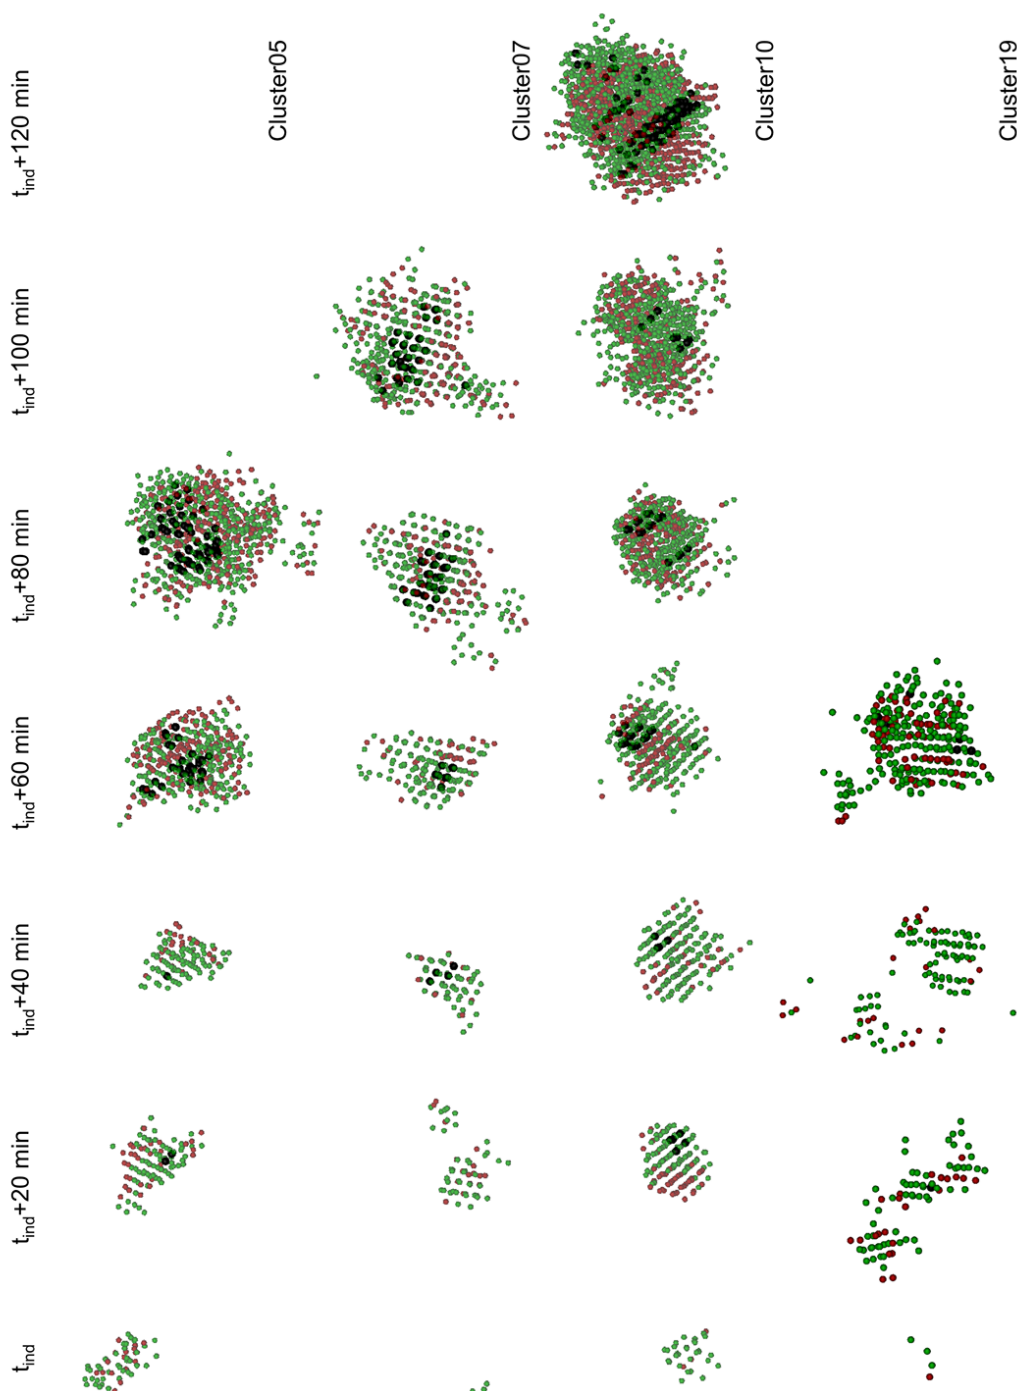 t_ind+120 min
Cluster05
Cluster07
Cluster10
Cluster19
t_ind+100 min
t_ind+80 min
t_ind+60 min
t_ind+40 min
t_ind+20 min
t_ind